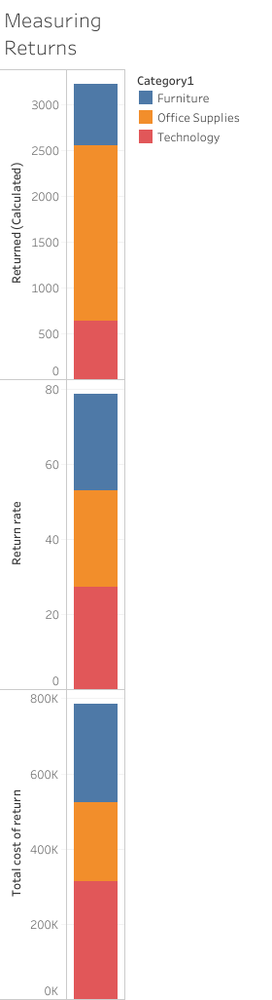 Measuring
Returns
Category1
Furniture
Office Supplies
Technology
Returned (Calculated)
3000
2500
2000
1500
1000
500
0
Return rate
80
60
40
20
0
Total cost of return
800K
600K
400K
200K
0K